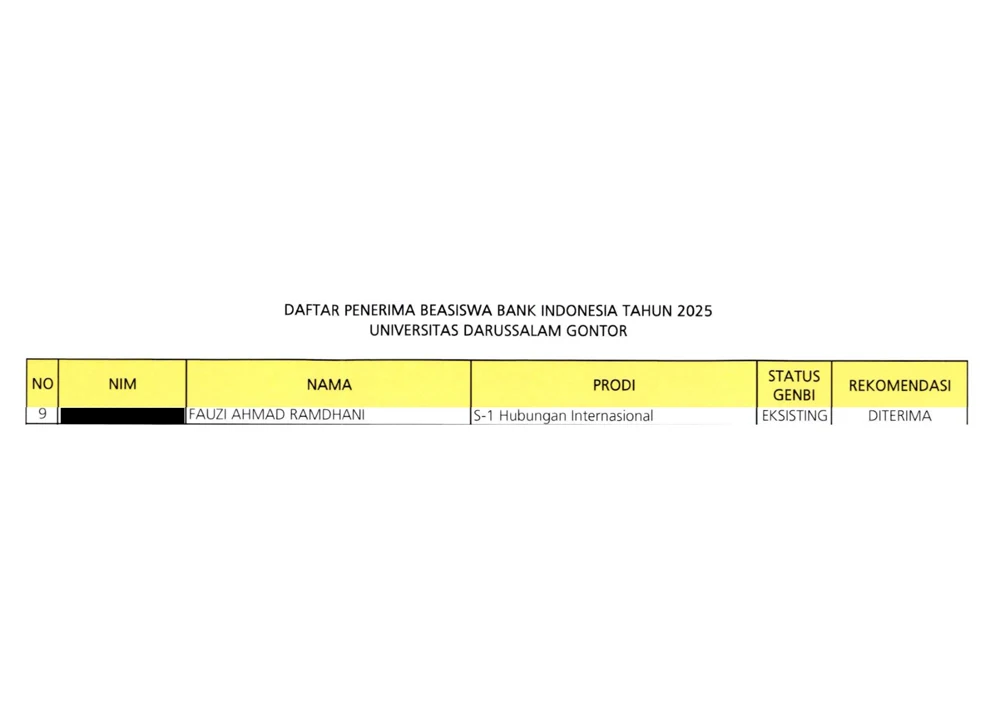 DAFTAR PENERIMA BEASISWA BANK INDONESIA TAHUN 2025
UNIVERSITAS DARUSSALAM GONTOR
NO NIM NAMA PRODI STATUS GENBI REKOMENDASI
9 FAUZI AHMAD RAMDHANI S-1 Hubungan Internasional EKSISTING DITERIMA